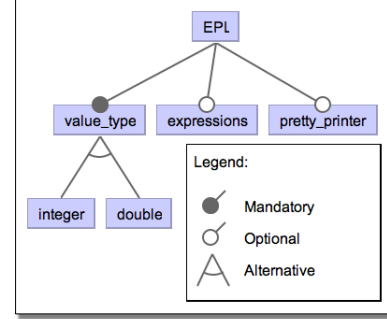 EPL
value_type expressions pretty_printer
Legend:
integer double
Mandatory
Optional
Alternative